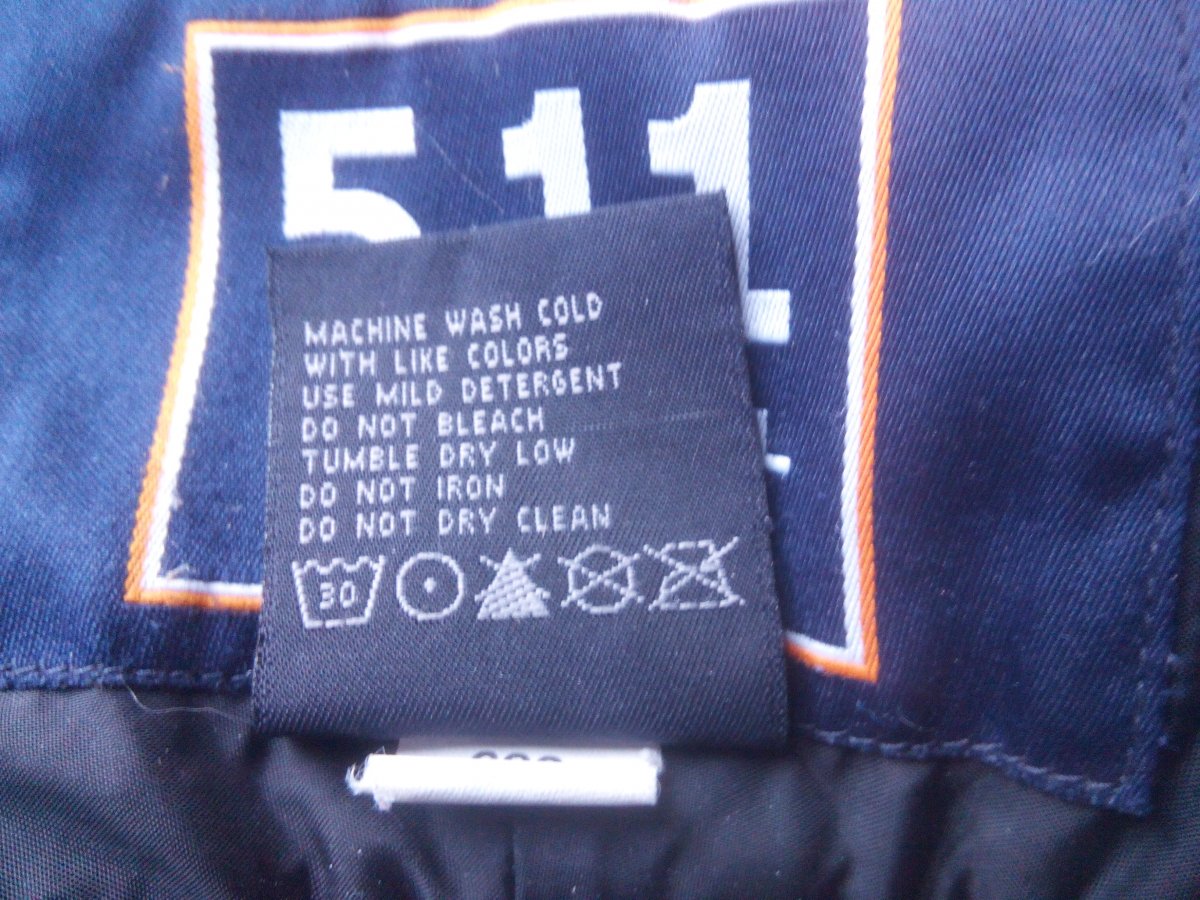 511
MACHINE WASH COLD
WITH LIKE COLORS
USE MILD DETERGENT
DO NOT BLEACH
TUMBLE DRY LOW
DO NOT IRON
DO NOT DRY CLEAN
30